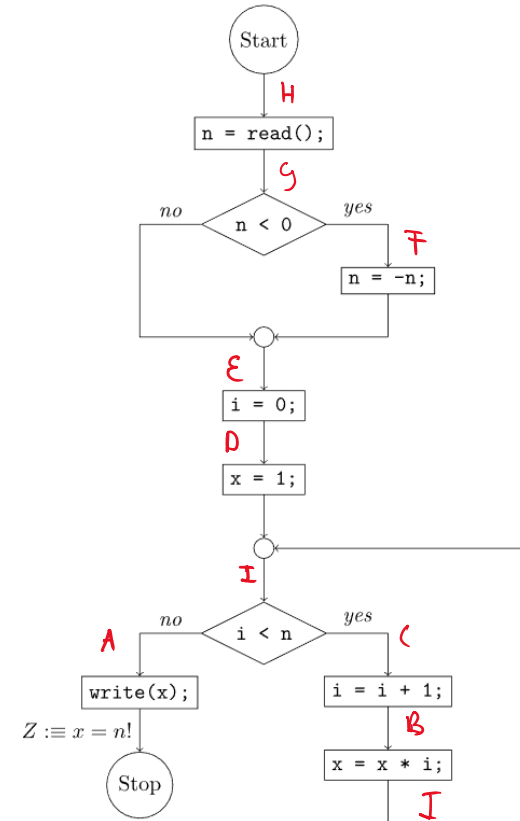 Start
H
n = read();
G
no
n < 0
yes
F
n = -n;
E
i = 0;
D
x = 1;
I
no
i < n
yes
A
C
write(x);
i = i + 1;
B
Z :≡ x = n!
x = x * i;
Stop
I